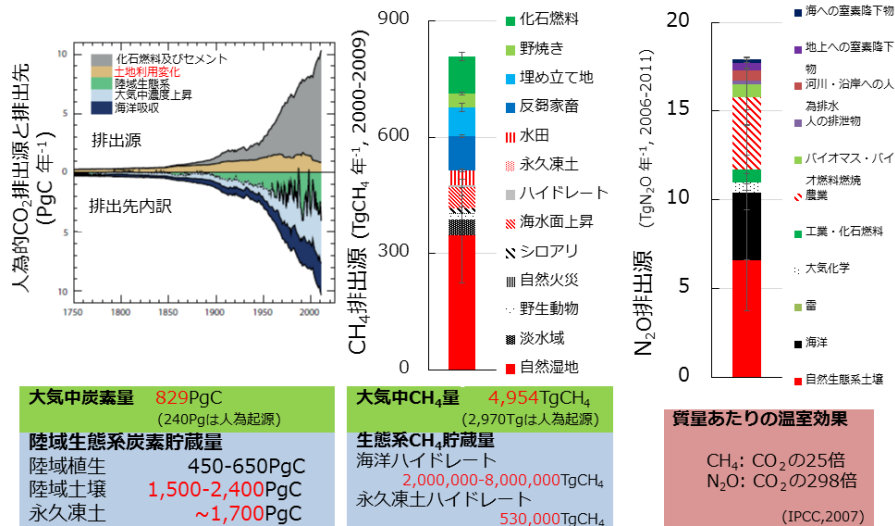 人為的CO2排出源と排出先
(PgC 年-1)
10
5
0
5
10
化石燃料及びセメント
土地利用変化
陸域生態系
大気中濃度上昇
海洋吸収
排出源
排出先内訳
1750
1800
1850
1900
1950
2000
CH4排出源 (TgCH4 年-1, 2000-2009)
900
600
300
0
化石燃料
野焼き
埋め立て地
反芻家畜
水田
永久凍土
ハイドレート
海水面上昇
シロアリ
自然火災
野生動物
淡水域
自然湿地
N2O排出源 (TgN2O 年-1, 2006-2011)
20
15
10
5
0
海への窒素降下物
地上への窒素降下
物
河川・沿岸への人
為排水
人の排泄物
バイオマス・バイ
オ燃料燃焼
農業
工業・化石燃料
大気化学
雷
海洋
自然生態系土壌
大気中炭素量 829PgC
(240Pgは人為起源)
陸域生態系炭素貯蔵量
陸域植生 450-650PgC
陸域土壌 1,500-2,400PgC
永久凍土 ~1,700PgC
大気中CH4量 4,954TgCH4
(2,970Tgは人為起源)
生態系CH4貯蔵量
海洋ハイドレート
2,000,000-8,000,000TgCH4
永久凍土ハイドレート
530,000TgCH4
質量あたりの温室効果
CH4: CO2の25倍
N2O: CO2の298倍
(IPCC,2007)